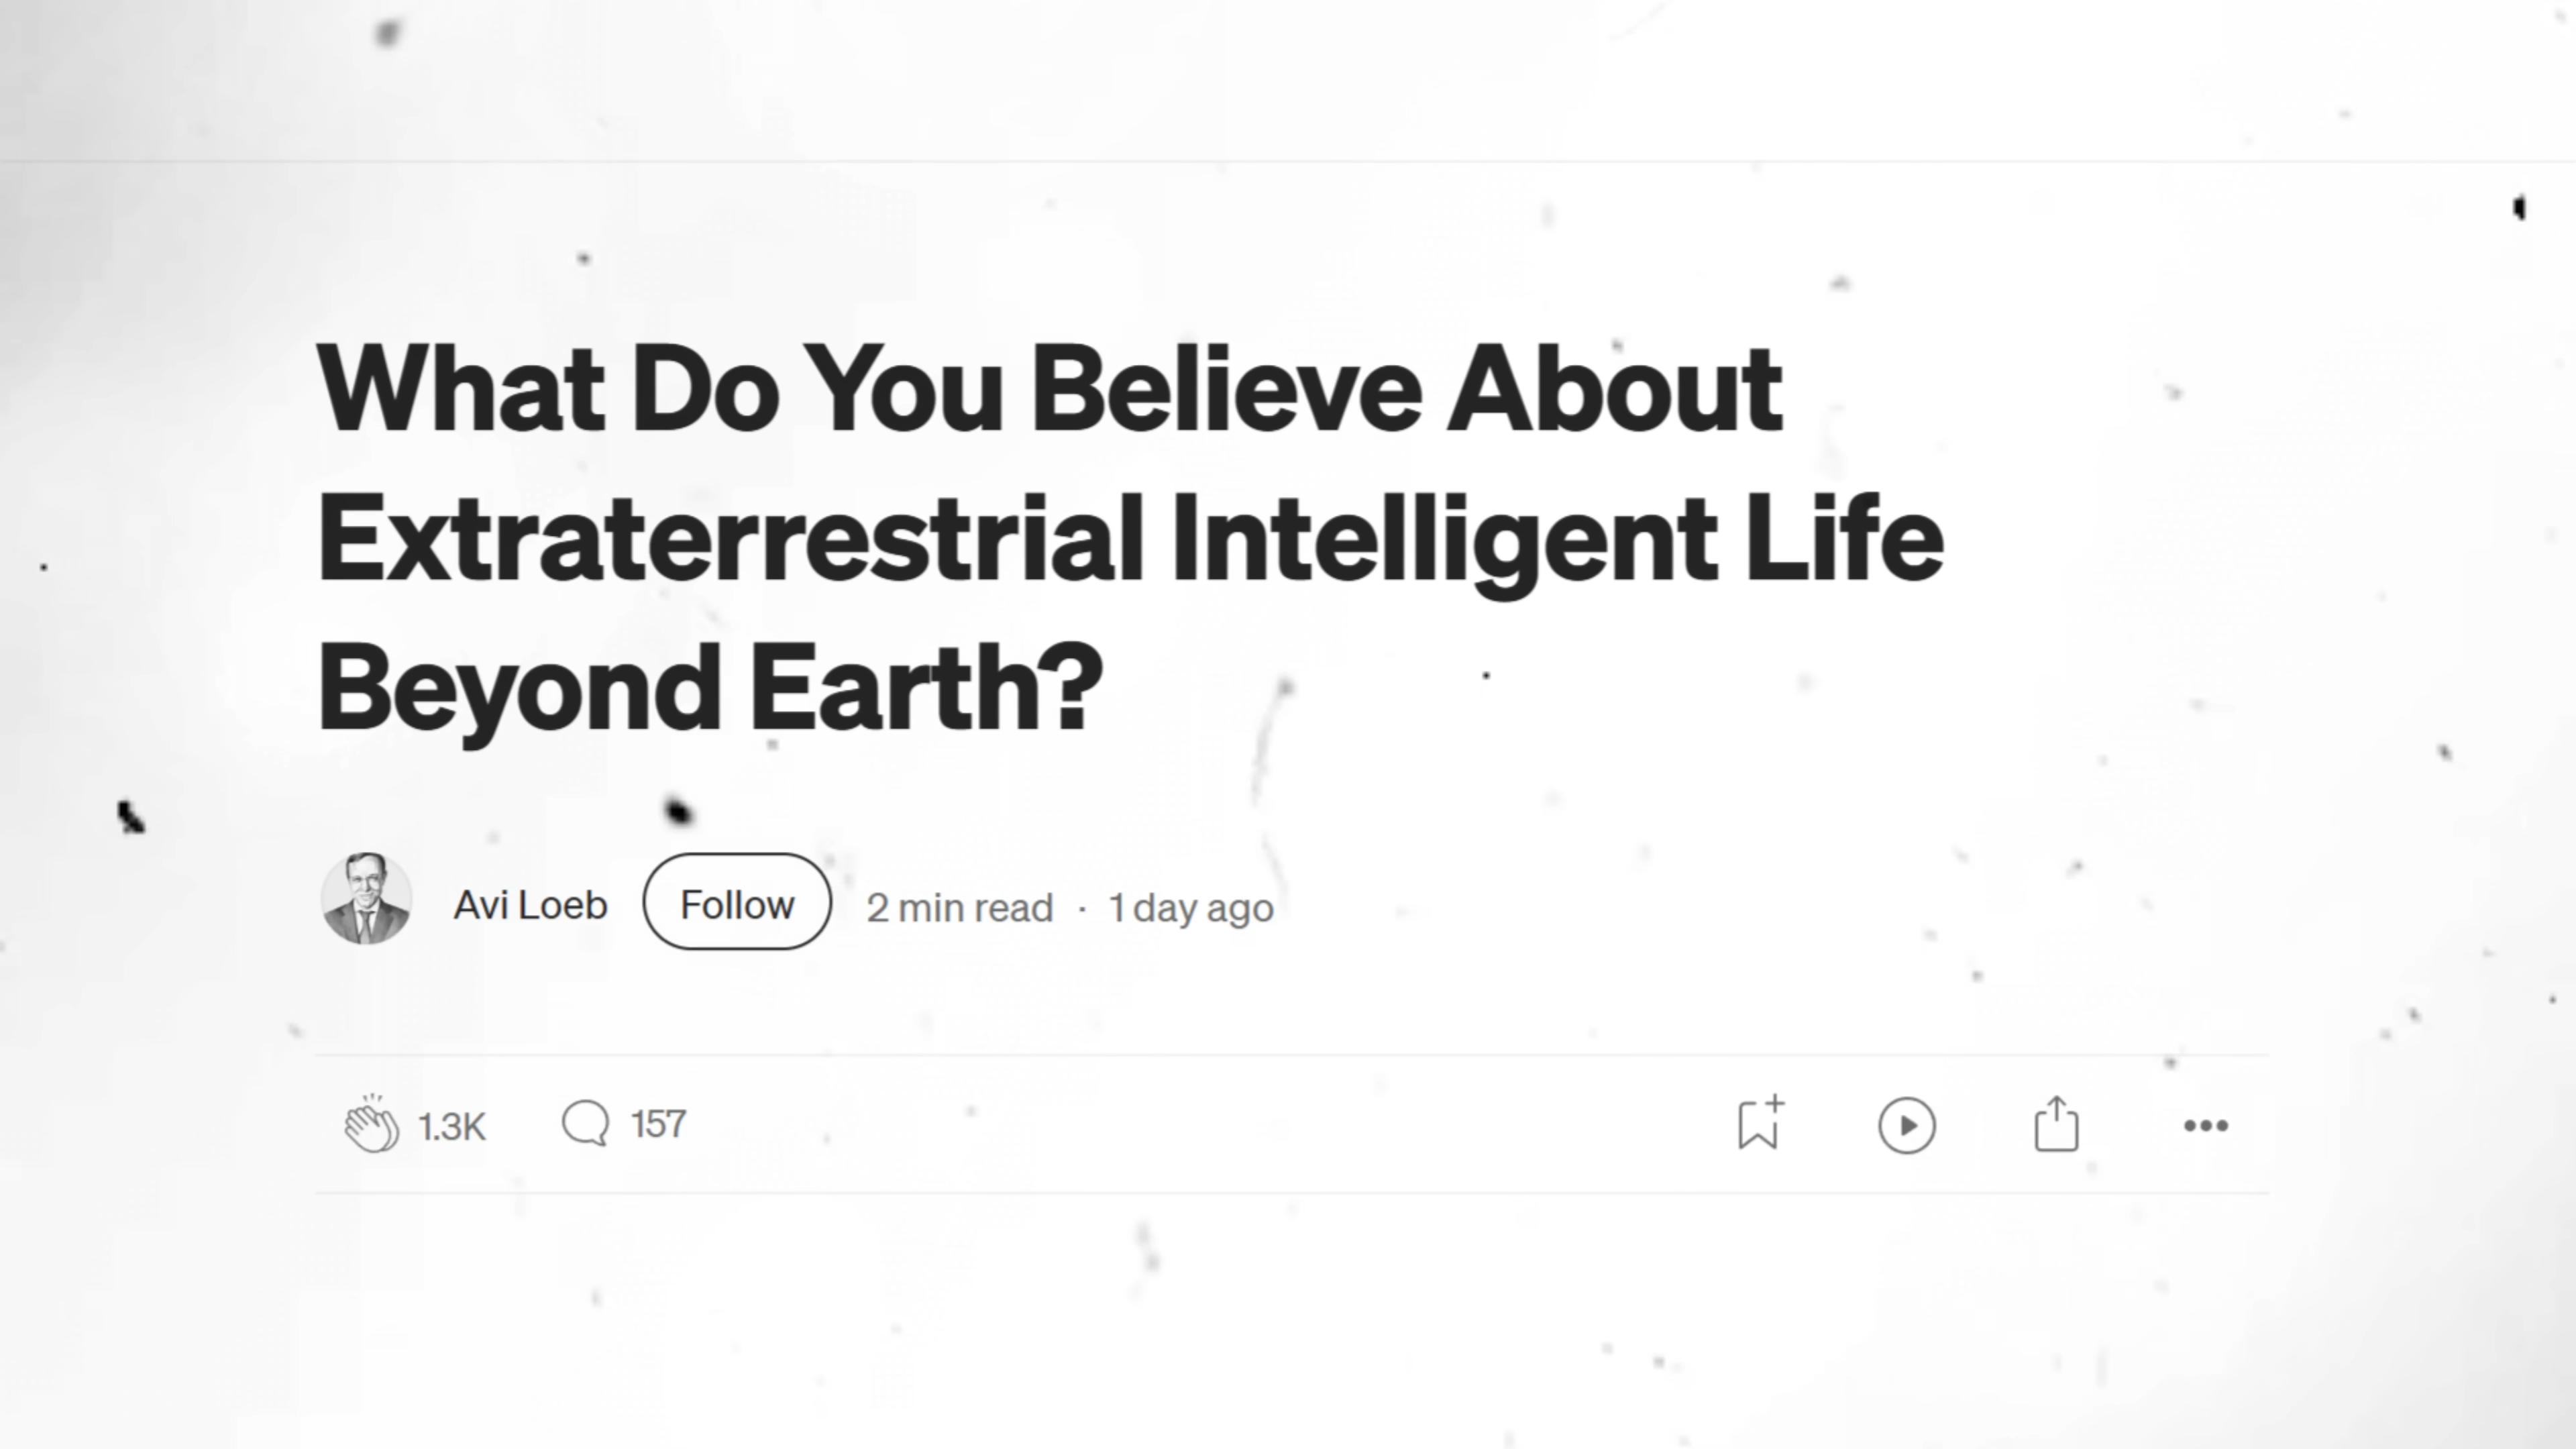 What Do You Believe About
Extraterrestrial Intelligent Life
Beyond Earth?
Avi Loeb Follow 2 min read · 1 day ago
1.3K 157